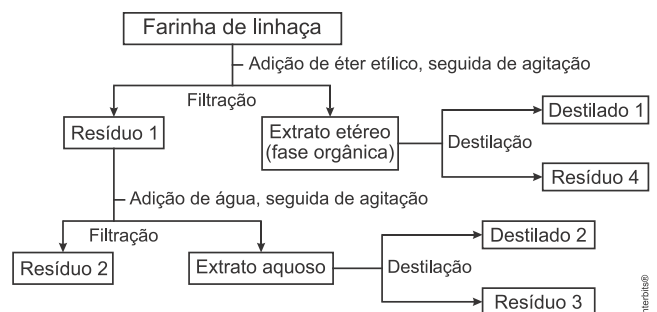 Farinha de linhaça
Adição de éter etílico, seguida de agitação
Filtração
Resíduo 1
Extrato etéreo
(fase orgânica)
Destilação
Destilado 1
Resíduo 4
Adição de água, seguida de agitação
Filtração
Resíduo 2
Extrato aquoso
Destilação
Destilado 2
Resíduo 3